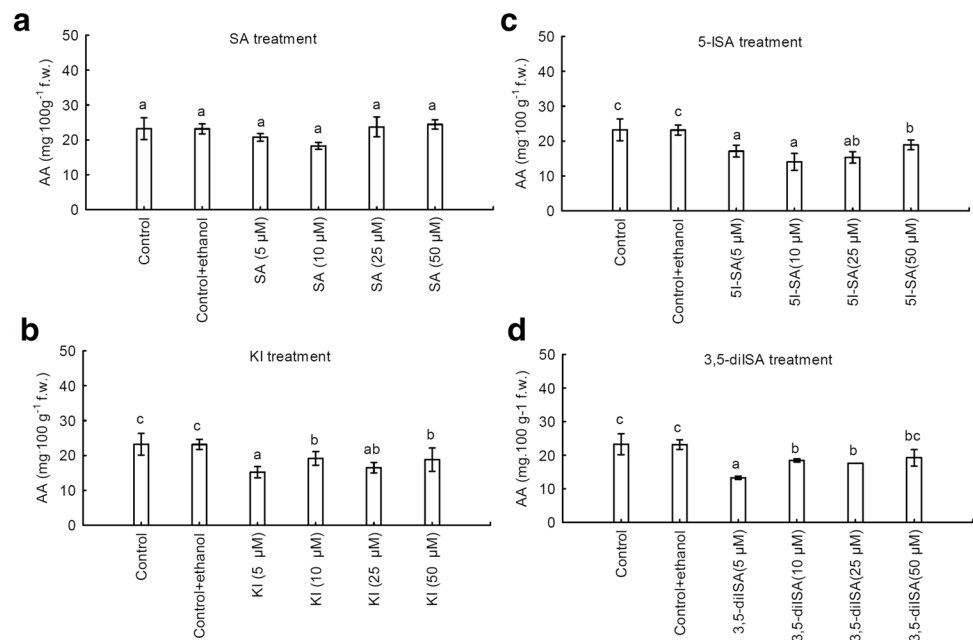 a
SA treatment
AA (mg·100g⁻¹ f.w.)
50
40
30
20
10
0
a a a a a a
Control
Control+ethanol
SA (5 µM)
SA (10 µM)
SA (25 µM)
SA (50 µM)
b
KI treatment
AA (mg·100 g⁻¹ f.w.)
50
40
30
20
10
0
c c a b ab b
Control
Control+ethanol
KI (5 µM)
KI (10 µM)
KI (25 µM)
KI (50 µM)
c
5-ISA treatment
AA (mg·100 g⁻¹ f.w.)
50
40
30
20
10
0
c c a a ab b
Control
Control+ethanol
5I-SA(5 µM)
5I-SA(10 µM)
5I-SA(25 µM)
5I-SA(50 µM)
d
3,5-diISA treatment
AA (mg.100 g-1 f.w.)
50
40
30
20
10
0
c c a b b bc
Control
Control+ethanol
3,5-diISA(5 µM)
3,5-diISA(10 µM)
3,5-diISA(25 µM)
3,5-diISA(50 µM)